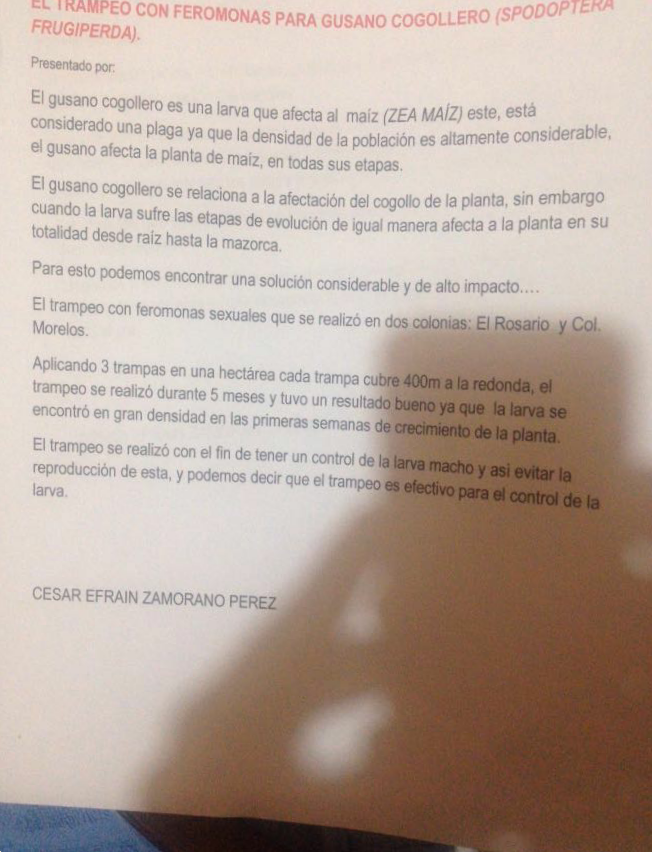 EL TRAMPEO CON FEROMONAS PARA GUSANO COGOLLERO (SPODOPTERA
FRUGIPERDA).
Presentado por:
El gusano cogollero es una larva que afecta al maíz (ZEA MAÍZ) este, está
considerado una plaga ya que la densidad de la población es altamente considerable,
el gusano afecta la planta de maíz, en todas sus etapas.
El gusano cogollero se relaciona a la afectación del cogollo de la planta, sin embargo
cuando la larva sufre las etapas de evolución de igual manera afecta a la planta en su
totalidad desde raíz hasta la mazorca.
Para esto podemos encontrar una solución considerable y de alto impacto....
El trampeo con feromonas sexuales que se realizó en dos colonias: El Rosario y Col.
Morelos.
Aplicando 3 trampas en una hectárea cada trampa cubre 400m a la redonda, el
trampeo se realizó durante 5 meses y tuvo un resultado bueno ya que la larva se
encontró en gran densidad en las primeras semanas de crecimiento de la planta.
El trampeo se realizó con el fin de tener un control de la larva macho y asi evitar la
reproducción de esta, y podemos decir que el trampeo es efectivo para el control de la
larva.
CESAR EFRAIN ZAMORANO PEREZ